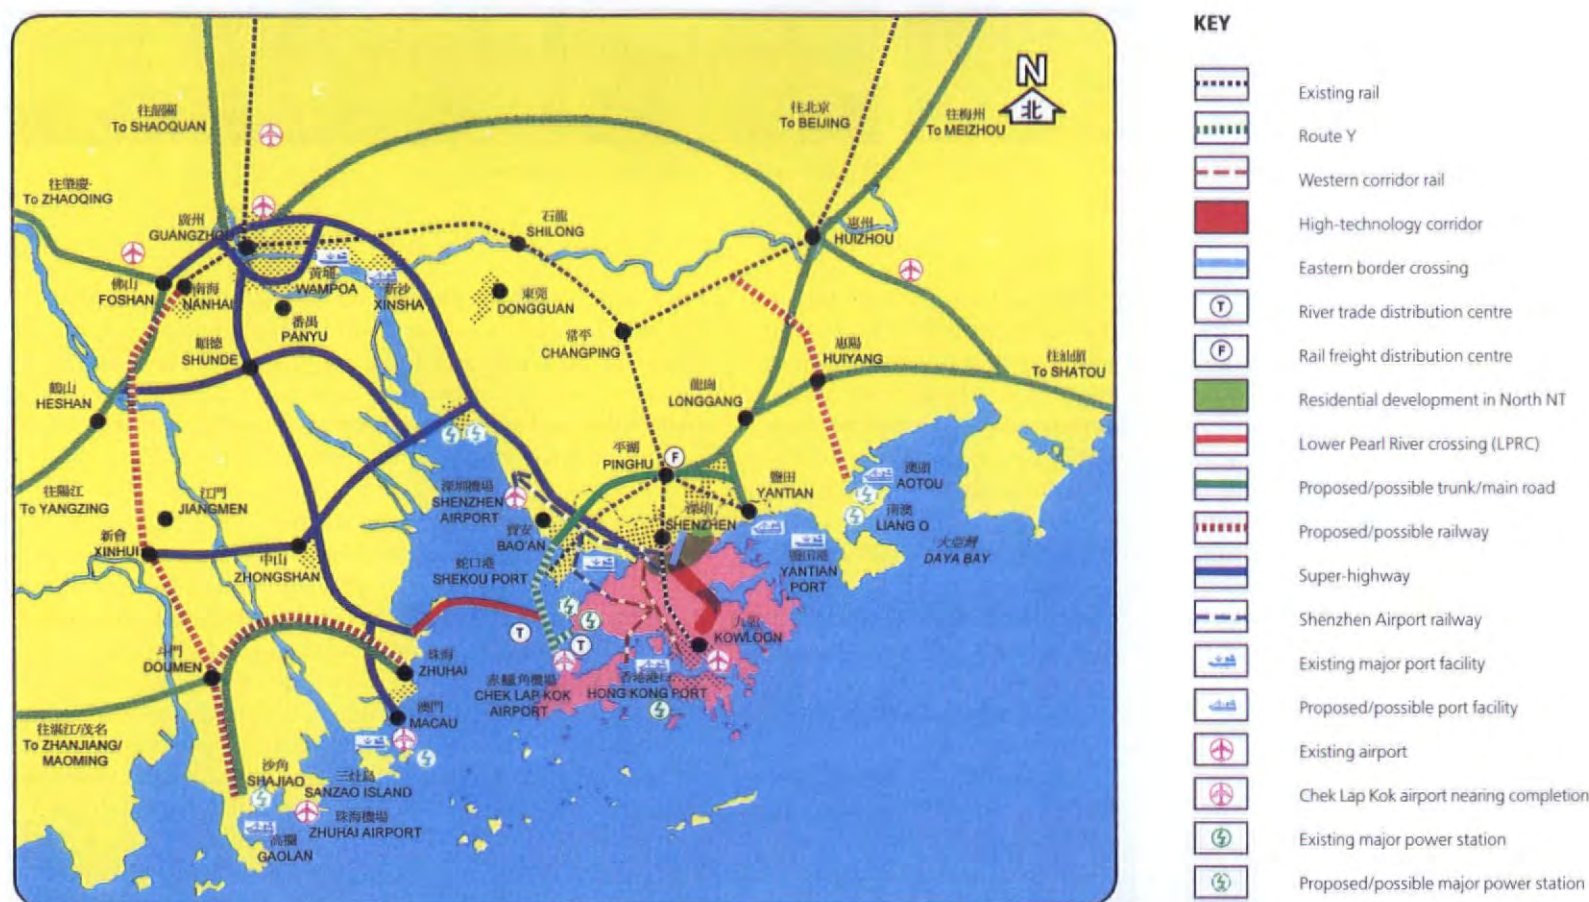 N
北
往韶關
To SHAOQUAN
往北京
To BEIJING
往梅州
To MEIZHOU
往肇慶
To ZHAOQING
廣州
GUANGZHOU
石龍
SHILONG
惠州
HUIZHOU
佛山
FOSHAN
南海
NANHAI
黃埔
WAMPOA
新沙
XINSHA
東莞
DONGGUAN
番禺
PANYU
順德
SHUNDE
常平
CHANGPING
惠陽
HUIYANG
往汕頭
To SHATOU
鶴山
HESHAN
龍崗
LONGGANG
平湖
PINGHU
F
鹽田
YANTIAN
澳頭
AOTOU
南澳
LIANG O
大亞灣
DAYA BAY
往陽江
To YANGZING
江門
JIANGMEN
深圳機場
SHENZHEN
AIRPORT
深圳
SHENZHEN
寶安
BAO'AN
新會
XINHUI
中山
ZHONGSHAN
蛇口港
SHEKOU PORT
鹽田港
YANTIAN
PORT
T
T
九龍
KOWLOON
斗門
DOUMEN
珠海
ZHUHAI
赤鱲角機場
CHEK LAP KOK
AIRPORT
香港港口
HONG KONG PORT
澳門
MACAU
往湛江/茂名
To ZHANJIANG/
MAOMING
沙角
SHAJIAO
三灶島
SANZAO ISLAND
珠海機場
ZHUHAI AIRPORT
高欄
GAOLAN
KEY
Existing rail
Route Y
Western corridor rail
High-technology corridor
Eastern border crossing
T River trade distribution centre
F Rail freight distribution centre
Residential development in North NT
Lower Pearl River crossing (LPRC)
Proposed/possible trunk/main road
Proposed/possible railway
Super-highway
Shenzhen Airport railway
Existing major port facility
Proposed/possible port facility
Existing airport
Chek Lap Kok airport nearing completion
Existing major power station
Proposed/possible major power station